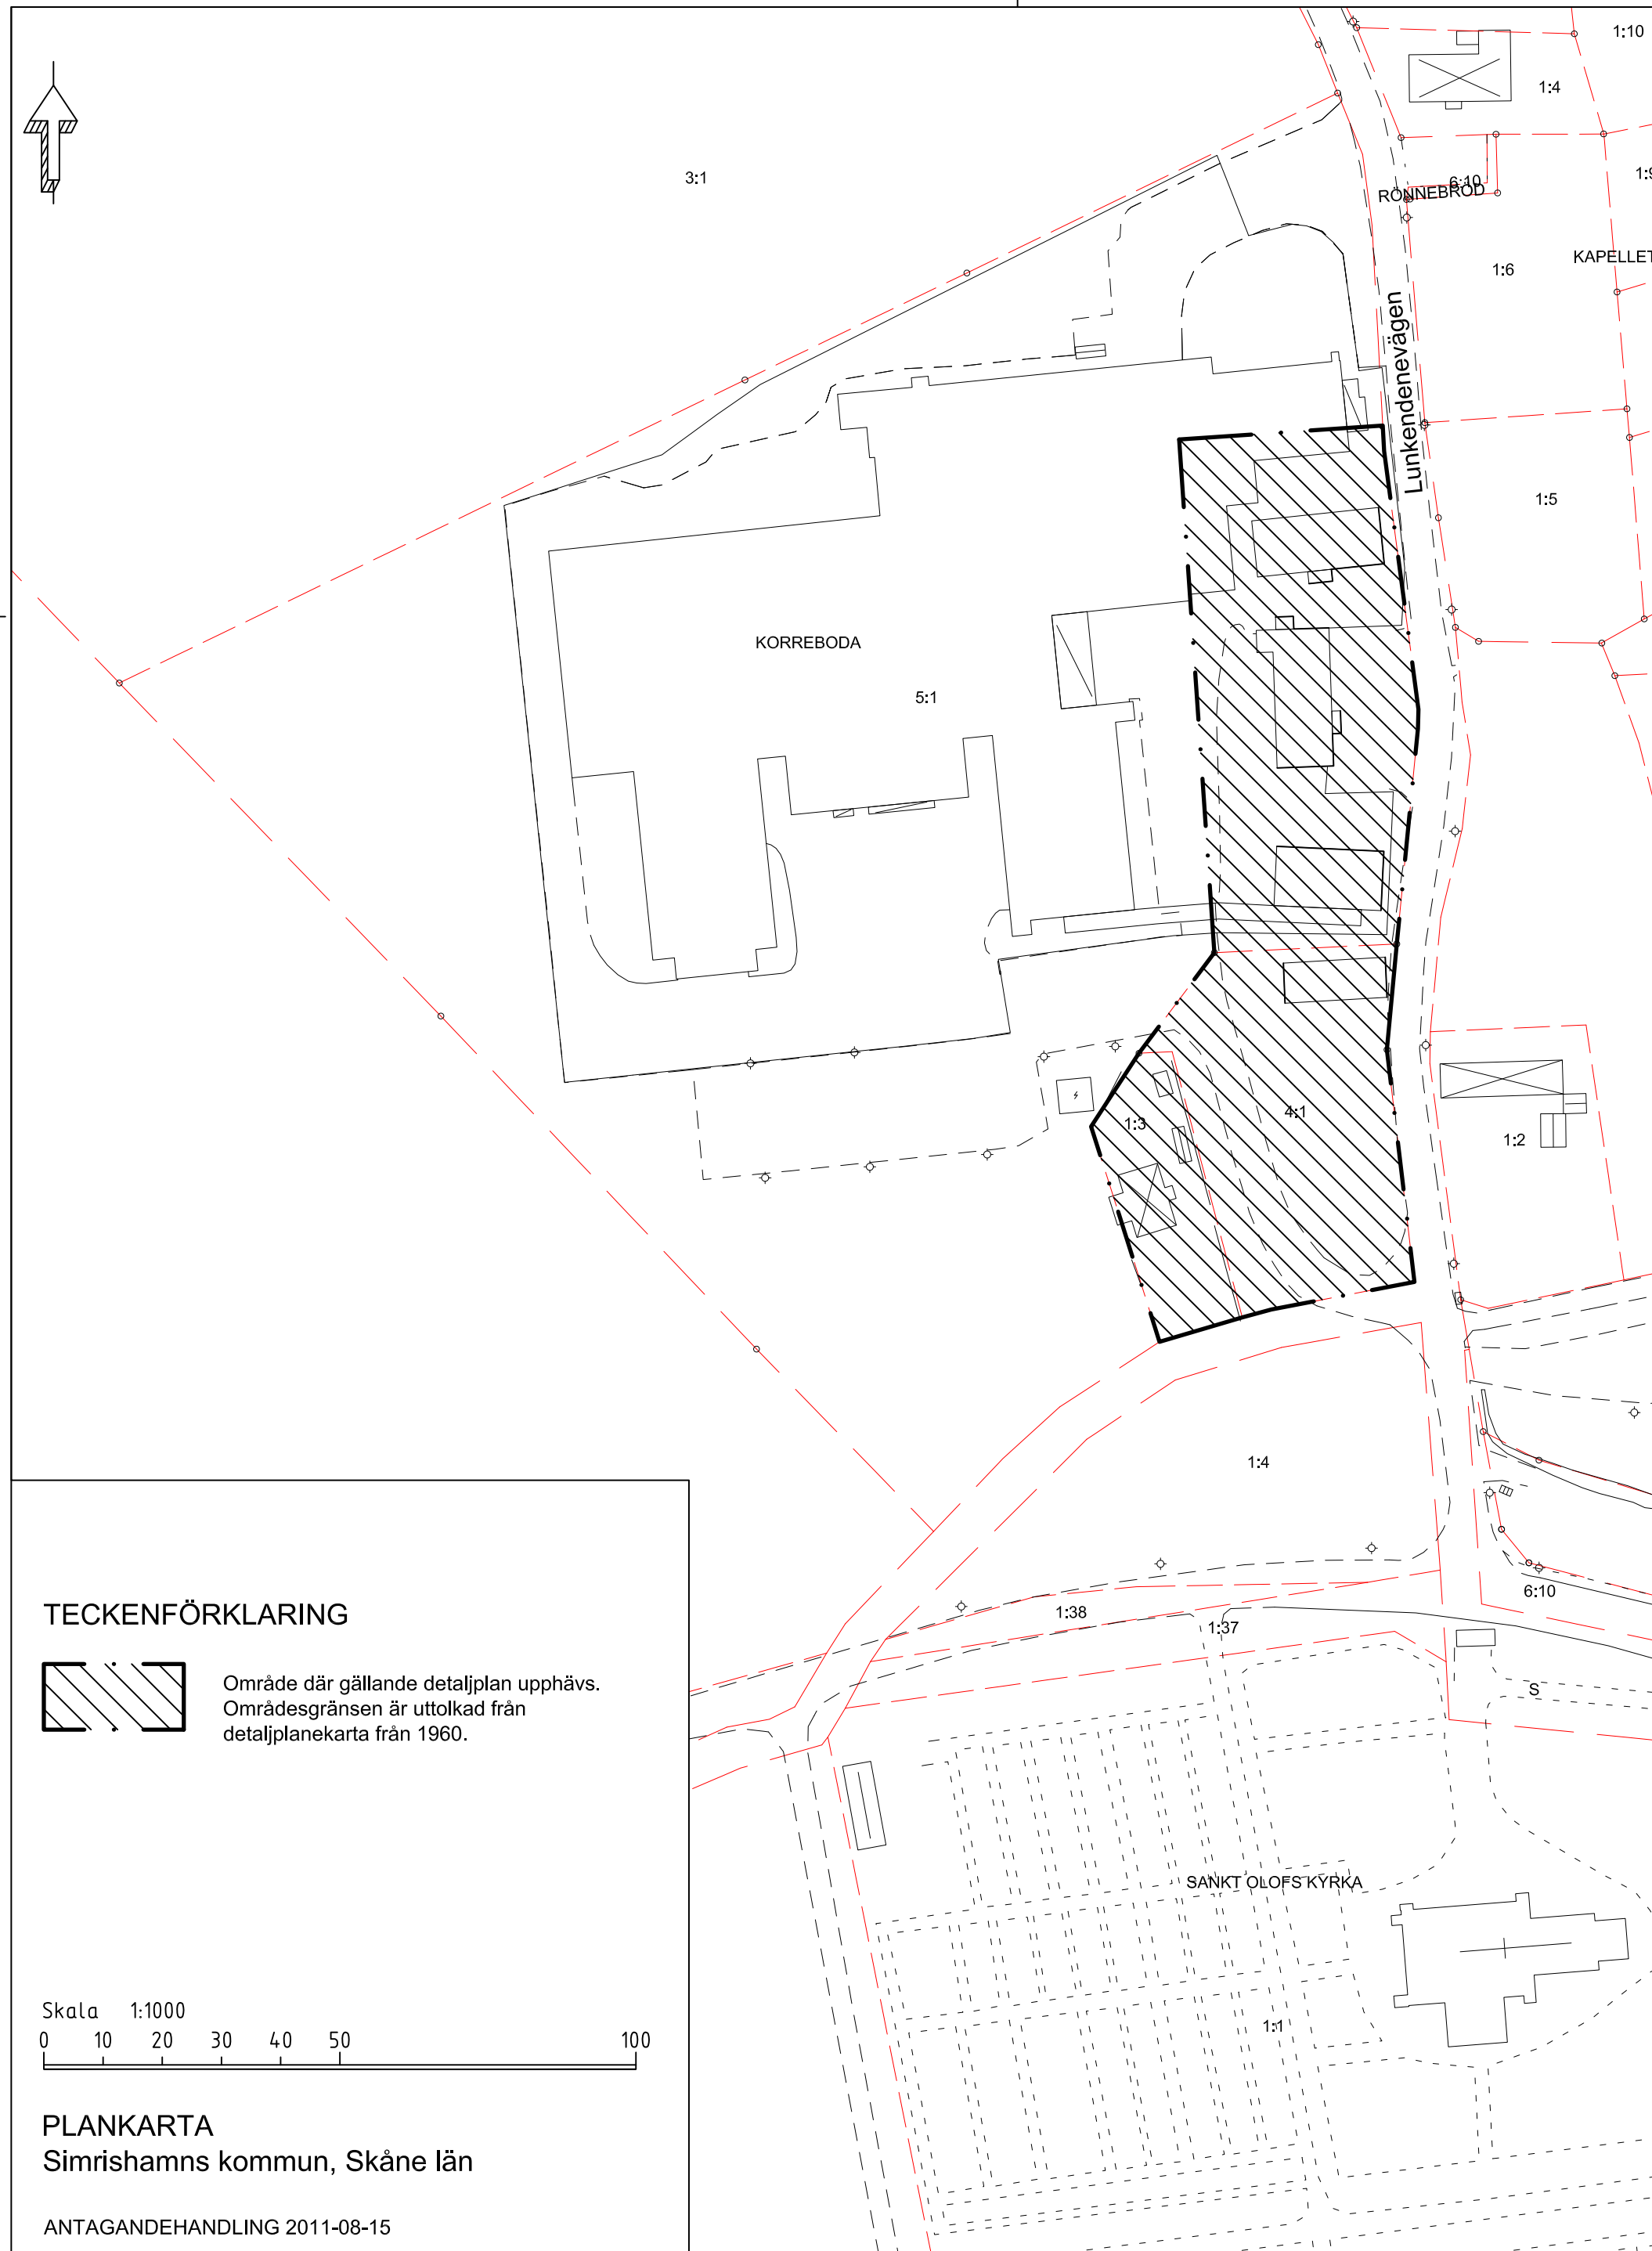 1:10
1:4
3:1
1:9
6:10
RÖNNEBRÖD
KAPELLET
1:6
Lunkendenevägen
1:5
KORREBODA
5:1
1:3
4:1
1:2
1:4
6:10
1:38
1:37
S
SANKT OLOFS KYRKA
1:1
TECKENFÖRKLARING
Område där gällande detaljplan upphävs.
Områdesgränsen är uttolkad från
detaljplanekarta från 1960.
Skala 1:1000
0 10 20 30 40 50 100
PLANKARTA
Simrishamns kommun, Skåne län
ANTAGANDEHANDLING 2011-08-15